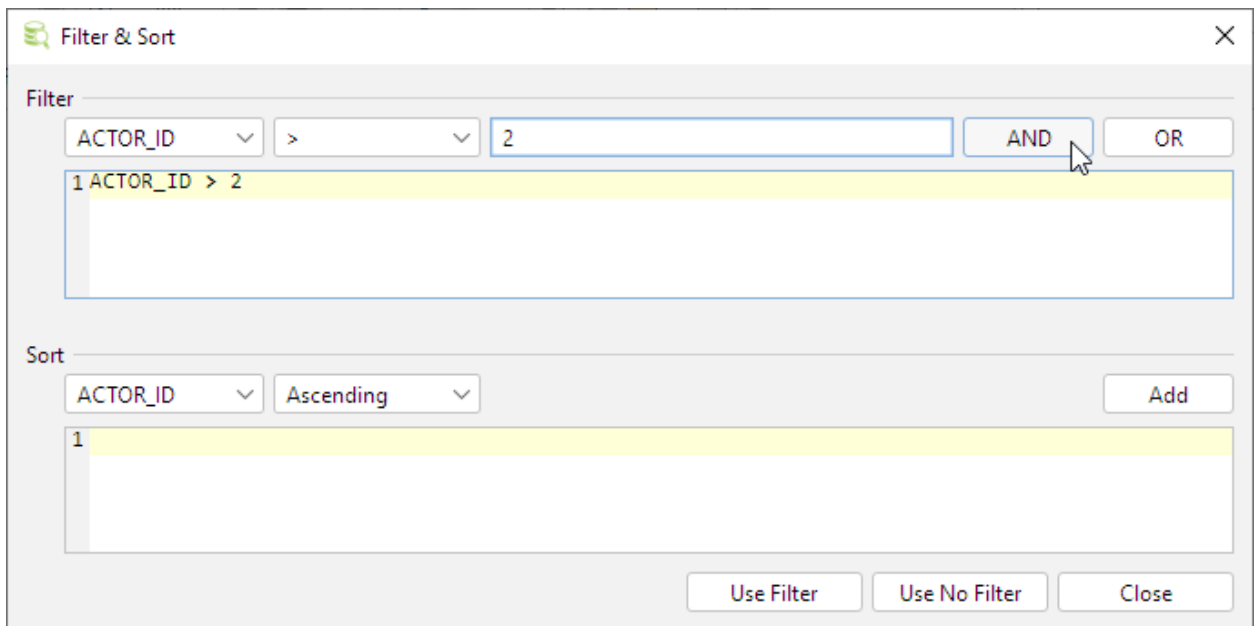 Filter & Sort
Filter
ACTOR_ID > 2 AND OR
1 ACTOR_ID > 2
Sort
ACTOR_ID Ascending Add
1
Use Filter Use No Filter Close